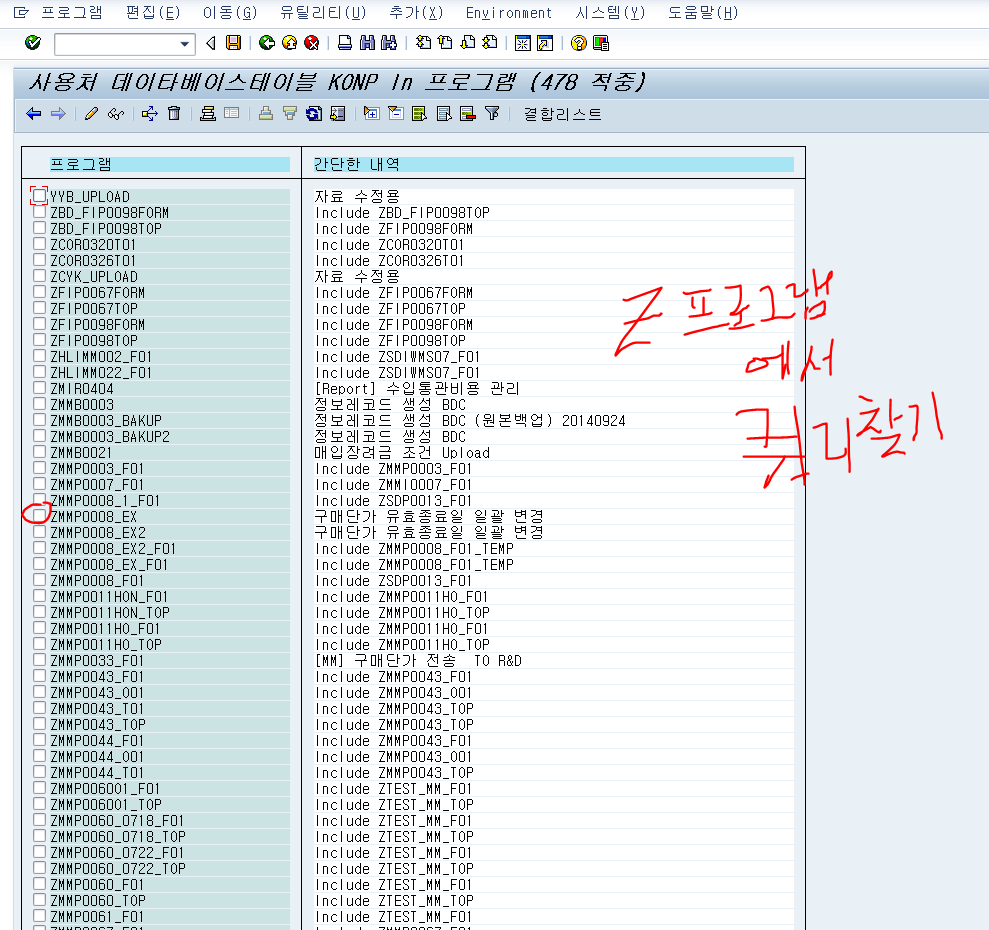 프로그램 편집(E) 이동(G) 유틸리티(U) 추가(X) Environment 시스템(Y) 도움말(H)
사용처 데이타베이스테이블 KONP In 프로그램 (478 적중)
결합리스트
프로그램 간단한 내역
YYB_UPLOAD 자료 수정용
ZBD_FIP0098FORM Include ZBD_FIP0098TOP
ZBD_FIP0098TOP Include ZFIP0098FORM
ZCOR0320T01 Include ZCOR0326T01
ZCOR0326T01 Include ZCOR0326T01
ZCYK_UPLOAD 자료 수정용
ZFIP0067FORM Include ZFIP0067FORM
ZFIP0067TOP Include ZFIP0067TOP
ZFIP0098FORM Include ZFIP0098FORM
ZFIP0098TOP Include ZFIP0098TOP
ZHLIMM002_F01 Include ZSDIWMS07_F01
ZHLIMM022_F01 Include ZSDIWMS07_F01
ZMIR0404 [Report] 수입통관비용 관리
ZMMB0003 정보레코드 생성 BDC
ZMMB0003_BAKUP 정보레코드 생성 BDC (원본백업) 20140924
ZMMB0003_BAKUP2 정보레코드 생성 BDC
ZMMB0021 매입장려금 조건 Upload
ZMMP0003_F01 Include ZMMP0003_F01
ZMMP0007_F01 Include ZMMI0007_F01
ZMMP0008_1_F01 Include ZSDP0013_F01
ZMMP0008_EX 구매단가 유효종료일 일괄 변경
ZMMP0008_EX2 구매단가 유효종료일 일괄 변경
ZMMP0008_EX2_F01 Include ZMMP0008_F01_TEMP
ZMMP0008_EX_F01 Include ZMMP0008_F01_TEMP
ZMMP0008_F01 Include ZSDP0013_F01
ZMMP0011HON_F01 Include ZMMP0011HO_F01
ZMMP0011HON_TOP Include ZMMP0011HO_TOP
ZMMP0011HO_F01 Include ZMMP0011HO_F01
ZMMP0011HO_TOP Include ZMMP0011HO_TOP
ZMMP0033_F01 [MM] 구매단가 전송 TO R&D
ZMMP0043_F01 Include ZMMP0043_F01
ZMMP0043_O01 Include ZMMP0043_O01
ZMMP0043_T01 Include ZMMP0043_TOP
ZMMP0043_TOP Include ZMMP0043_TOP
ZMMP0044_F01 Include ZMMP0043_F01
ZMMP0044_O01 Include ZMMP0043_O01
ZMMP0044_T01 Include ZMMP0043_TOP
ZMMP006001_F01 Include ZTEST_MM_F01
ZMMP006001_TOP Include ZTEST_MM_TOP
ZMMP0060_0718_F01 Include ZTEST_MM_F01
ZMMP0060_0718_TOP Include ZTEST_MM_TOP
ZMMP0060_0722_F01 Include ZTEST_MM_F01
ZMMP0060_0722_TOP Include ZTEST_MM_TOP
ZMMP0060_F01 Include ZTEST_MM_F01
ZMMP0060_TOP Include ZTEST_MM_TOP
ZMMP0061_F01 Include ZTEST_MM_F01
Z 프로그램
에서
쿼리찾기